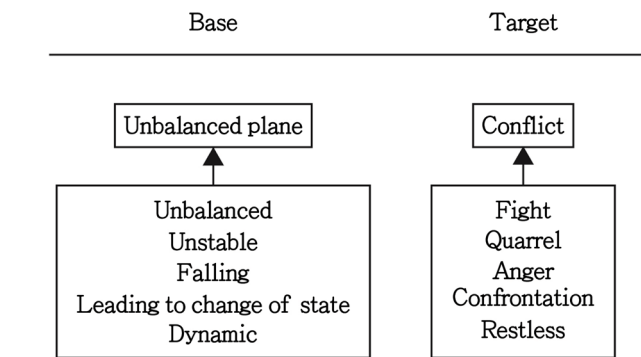 Base Target
Unbalanced plane Conflict
Unbalanced
Unstable
Falling
Leading to change of state
Dynamic
Fight
Quarrel
Anger
Confrontation
Restless